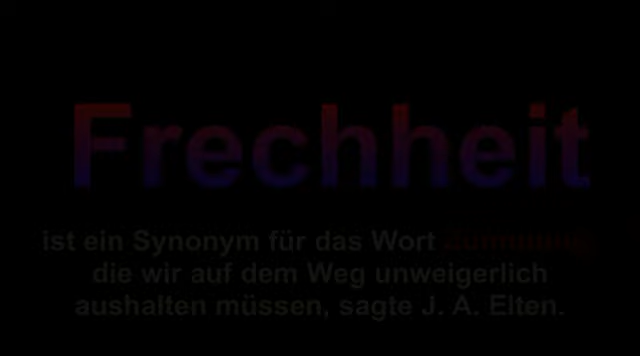 Frechheit
ist ein Synonym für das Wort Zumutung,
die wir auf dem Weg unweigerlich
aushalten müssen, sagte J. A. Elten.